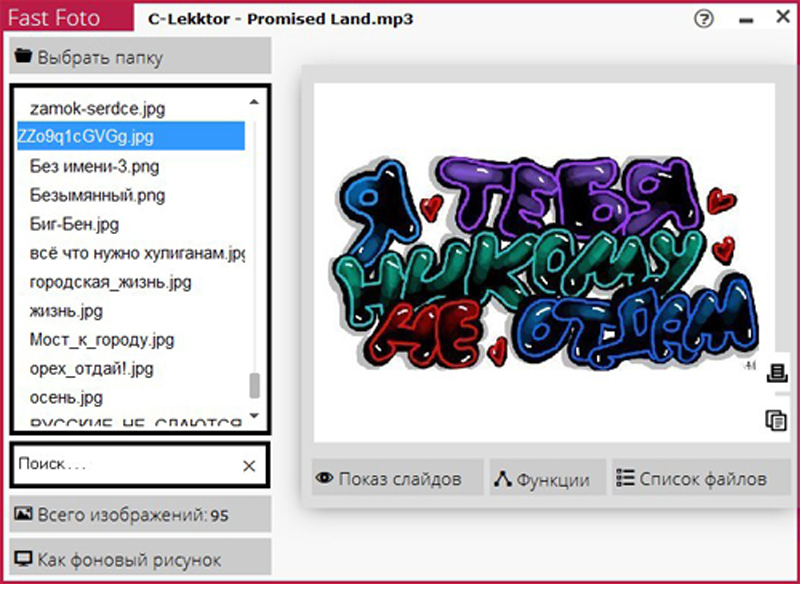 Fast Foto
C-Lekktor - Promised Land.mp3
Выбрать папку
zamok-serdce.jpg
ZZo9q1cGVGg.jpg
Без имени-3.png
Безымянный.png
Биг-Бен.jpg
всё что нужно хулиганам.jpg
городская_жизнь.jpg
жизнь.jpg
Мост_к_городу.jpg
орех_отдай!.jpg
осень.jpg
РУССКИЕ_НЕ_СДАЮТСЯ
Поиск...
Всего изображений: 95
Как фоновый рисунок
Я ТЕБЯ
НИКОМУ
НЕ ОТДАМ
Показ слайдов
Функции
Список файлов